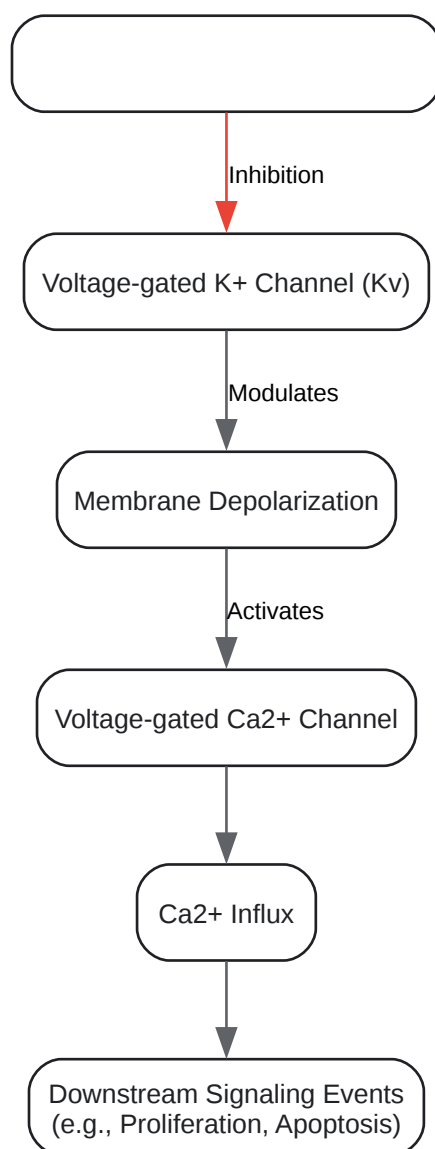 Inhibition
Voltage-gated K+ Channel (Kv)
Modulates
Membrane Depolarization
Activates
Voltage-gated Ca2+ Channel
Ca2+ Influx
Downstream Signaling Events
(e.g., Proliferation, Apoptosis)